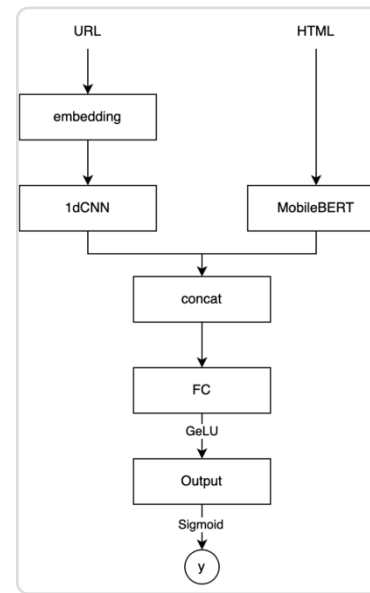 URL
HTML
embedding
1dCNN
MobileBERT
concat
FC
GeLU
Output
Sigmoid
y